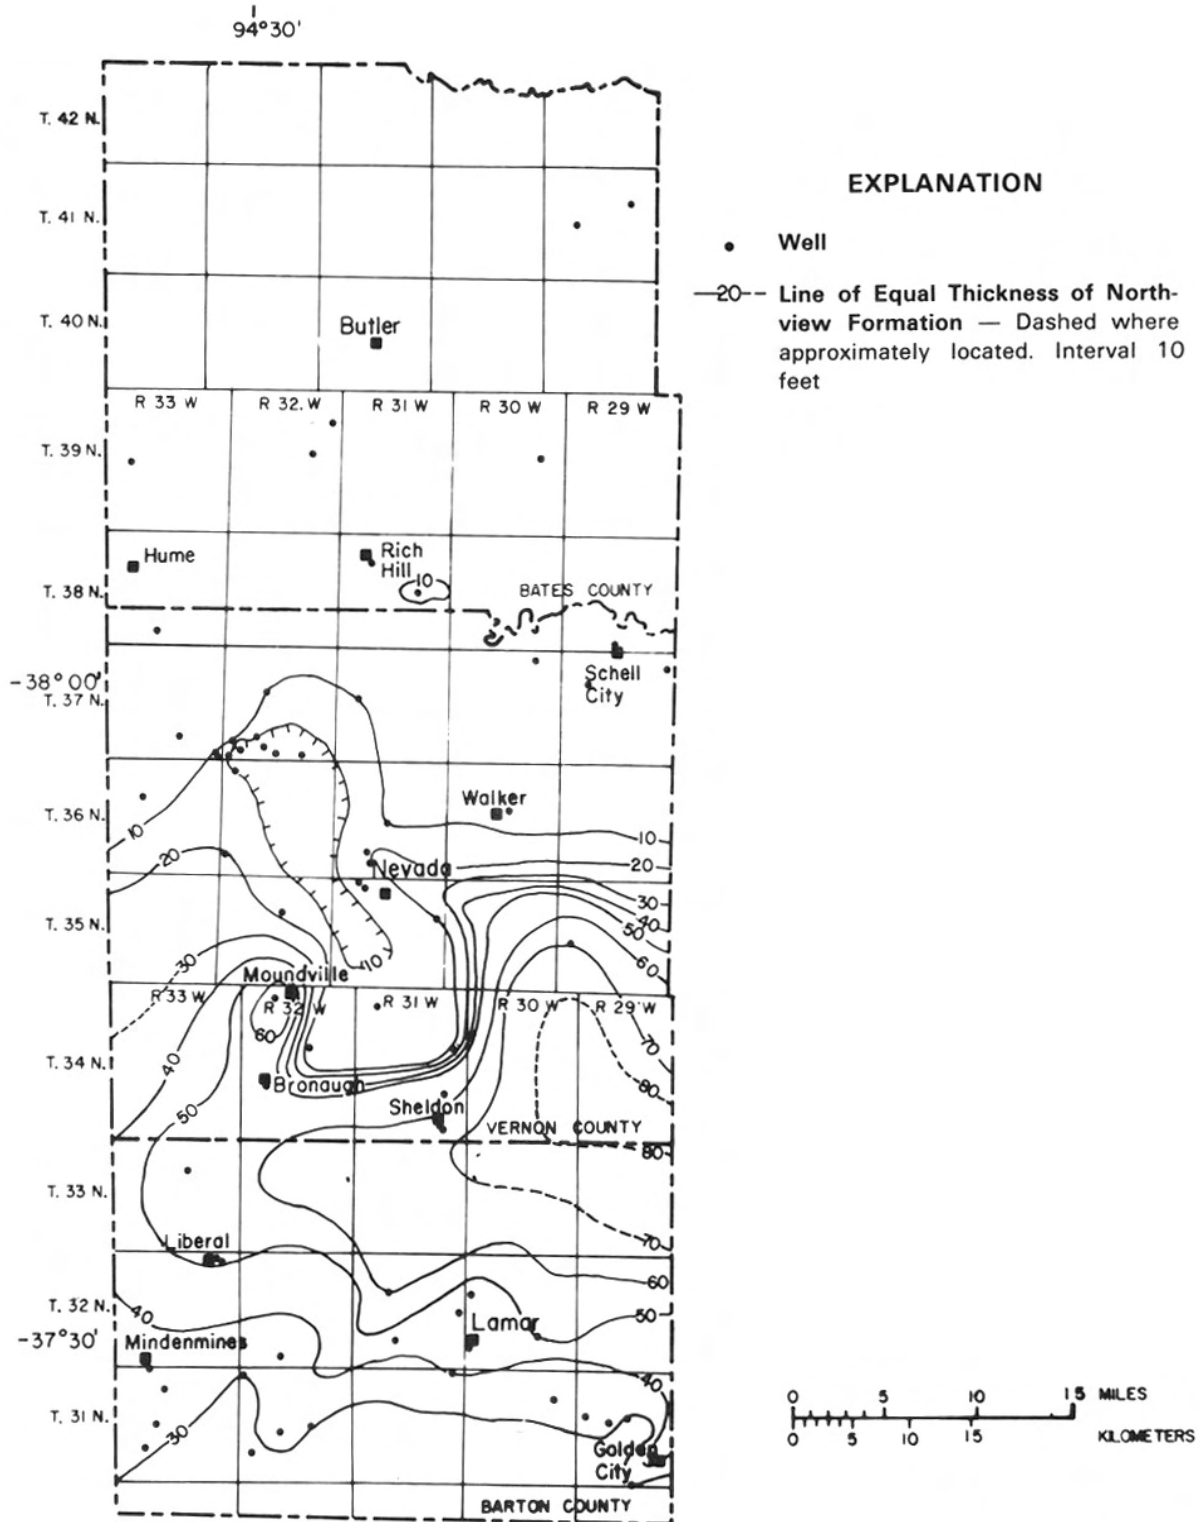 94°30'
T. 42 N.
EXPLANATION
T. 41 N.
Well
20 Line of Equal Thickness of North-
view Formation — Dashed where
approximately located. Interval 10
feet
T. 40 N.
Butler
R 33 W R 32. W R 31 W R 30 W R 29 W
T. 39 N.
Hume
Rich
Hill
10
T. 38 N.
BATES COUNTY
38°00'
Schell
City
T. 37 N.
Walker
T. 36 N.
10
10
20
20
Nevada
30
40
50
T. 35 N.
60
30
10
Moundville
R 33 W R 32 W R 31 W R 30 W R 29 W
60
70
T. 34 N.
40
80
Bronaugh
50
Sheldon
VERNON COUNTY
80
T. 33 N.
Liberal
70
60
T. 32 N.
40
50
Lamar
37°30'
Mindenmines
40
0 5 10 15 MILES
T. 31 N.
0 5 10 15 KILOMETERS
30
Golden
City
BARTON COUNTY